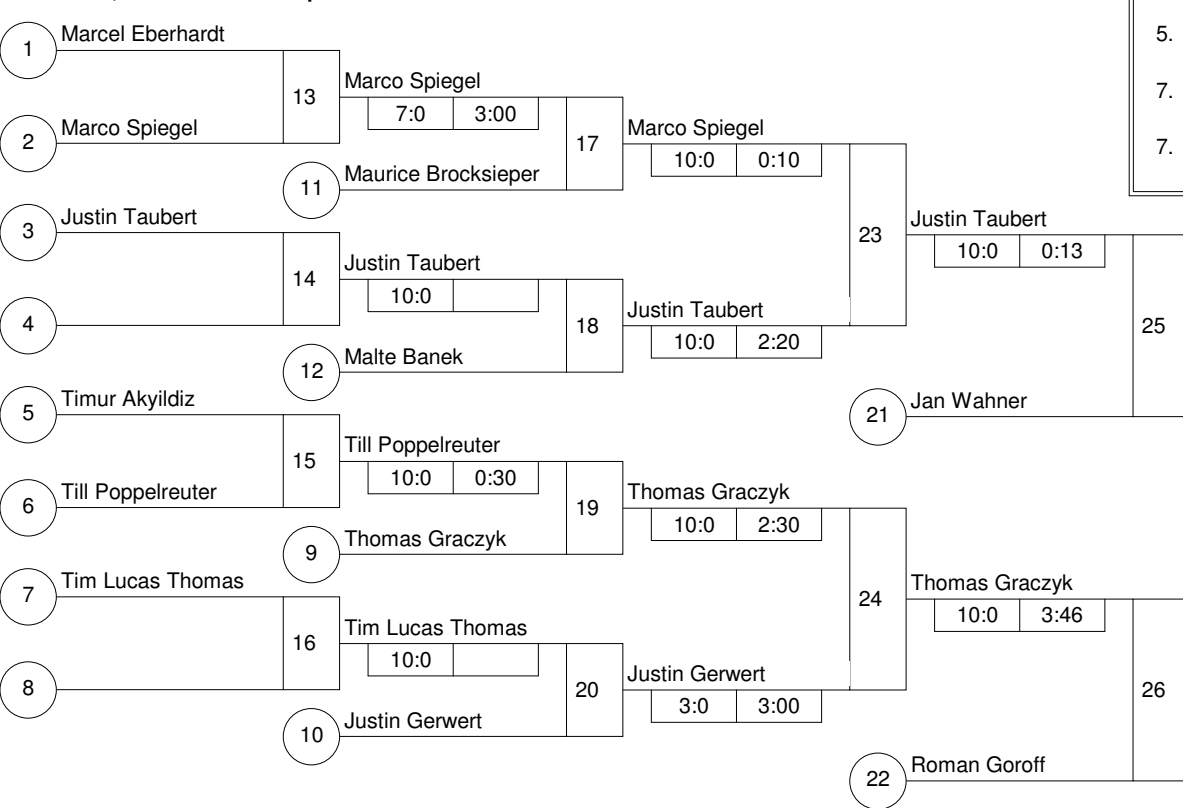 5.
1
Marcel Eberhardt
Marco Spiegel
13
7:0 3:00
7.
2
Marco Spiegel
17
Marco Spiegel
10:0 0:10
7.
11
Maurice Brocksieper
3
Justin Taubert
23
Justin Taubert
10:0 0:13
14
Justin Taubert
10:0
4
18
Justin Taubert
10:0 2:20
25
12
Malte Banek
5
Timur Akyildiz
21
Jan Wahner
15
Till Poppelreuter
10:0 0:30
6
Till Poppelreuter
19
Thomas Graczyk
10:0 2:30
9
Thomas Graczyk
7
Tim Lucas Thomas
24
Thomas Graczyk
10:0 3:46
16
Tim Lucas Thomas
10:0
8
20
Justin Gerwert
3:0 3:00
26
10
Justin Gerwert
22
Roman Goroff